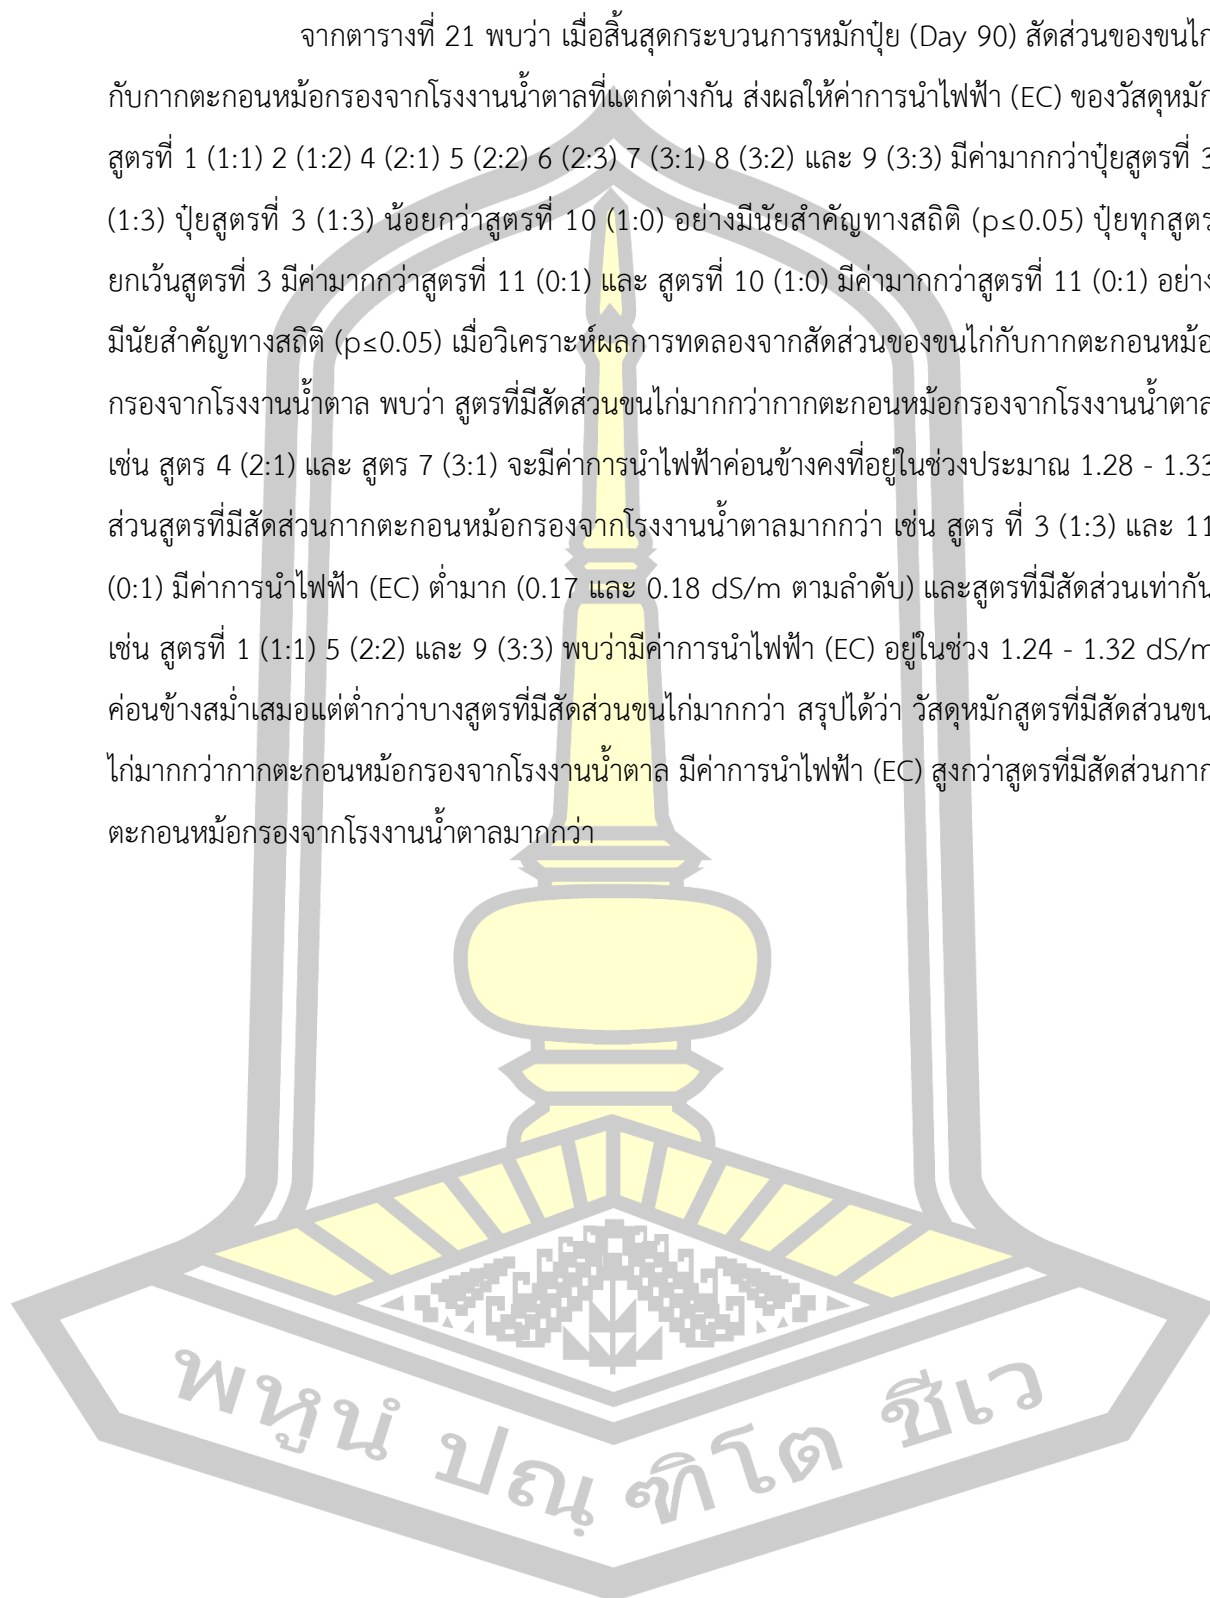 จากตารางที่ 21 พบว่า เมื่อสิ้นสุดกระบวนการหมักปุ๋ย (Day 90) สัดส่วนของขนไก่
กับกากตะกอนหม้อกรองจากโรงงานน้ำตาลที่แตกต่างกัน ส่งผลให้ค่าการนำไฟฟ้า (EC) ของวัสดุหมัก
สูตรที่ 1 (1:1) 2 (1:2) 4 (2:1) 5 (2:2) 6 (2:3) 7 (3:1) 8 (3:2) และ 9 (3:3) มีค่ามากกว่าปุ๋ยสูตรที่ 3
(1:3) ปุ๋ยสูตรที่ 3 (1:3) น้อยกว่าสูตรที่ 10 (1:0) อย่างมีนัยสำคัญทางสถิติ (p≤0.05) ปุ๋ยทุกสูตร
ยกเว้นสูตรที่ 3 มีค่ามากกว่าสูตรที่ 11 (0:1) และ สูตรที่ 10 (1:0) มีค่ามากกว่าสูตรที่ 11 (0:1) อย่าง
มีนัยสำคัญทางสถิติ (p≤0.05) เมื่อวิเคราะห์ผลการทดลองจากสัดส่วนของขนไก่กับกากตะกอนหม้อ
กรองจากโรงงานน้ำตาล พบว่า สูตรที่มีสัดส่วนขนไก่มากกว่ากากตะกอนหม้อกรองจากโรงงานน้ำตาล
เช่น สูตร 4 (2:1) และ สูตร 7 (3:1) จะมีค่าการนำไฟฟ้าค่อนข้างคงที่อยู่ในช่วงประมาณ 1.28 - 1.33
ส่วนสูตรที่มีสัดส่วนกากตะกอนหม้อกรองจากโรงงานน้ำตาลมากกว่า เช่น สูตร ที่ 3 (1:3) และ 11
(0:1) มีค่าการนำไฟฟ้า (EC) ต่ำมาก (0.17 และ 0.18 dS/m ตามลำดับ) และสูตรที่มีสัดส่วนเท่ากัน
เช่น สูตรที่ 1 (1:1) 5 (2:2) และ 9 (3:3) พบว่ามีค่าการนำไฟฟ้า (EC) อยู่ในช่วง 1.24 - 1.32 dS/m
ค่อนข้างสม่ำเสมอแต่ต่ำกว่าบางสูตรที่มีสัดส่วนขนไก่มากกว่า สรุปได้ว่า วัสดุหมักสูตรที่มีสัดส่วนขน
ไก่มากกว่ากากตะกอนหม้อกรองจากโรงงานน้ำตาล มีค่าการนำไฟฟ้า (EC) สูงกว่าสูตรที่มีสัดส่วนกาก
ตะกอนหม้อกรองจากโรงงานน้ำตาลมากกว่า
พหูนํ ปณฺฑิโต ชีเว